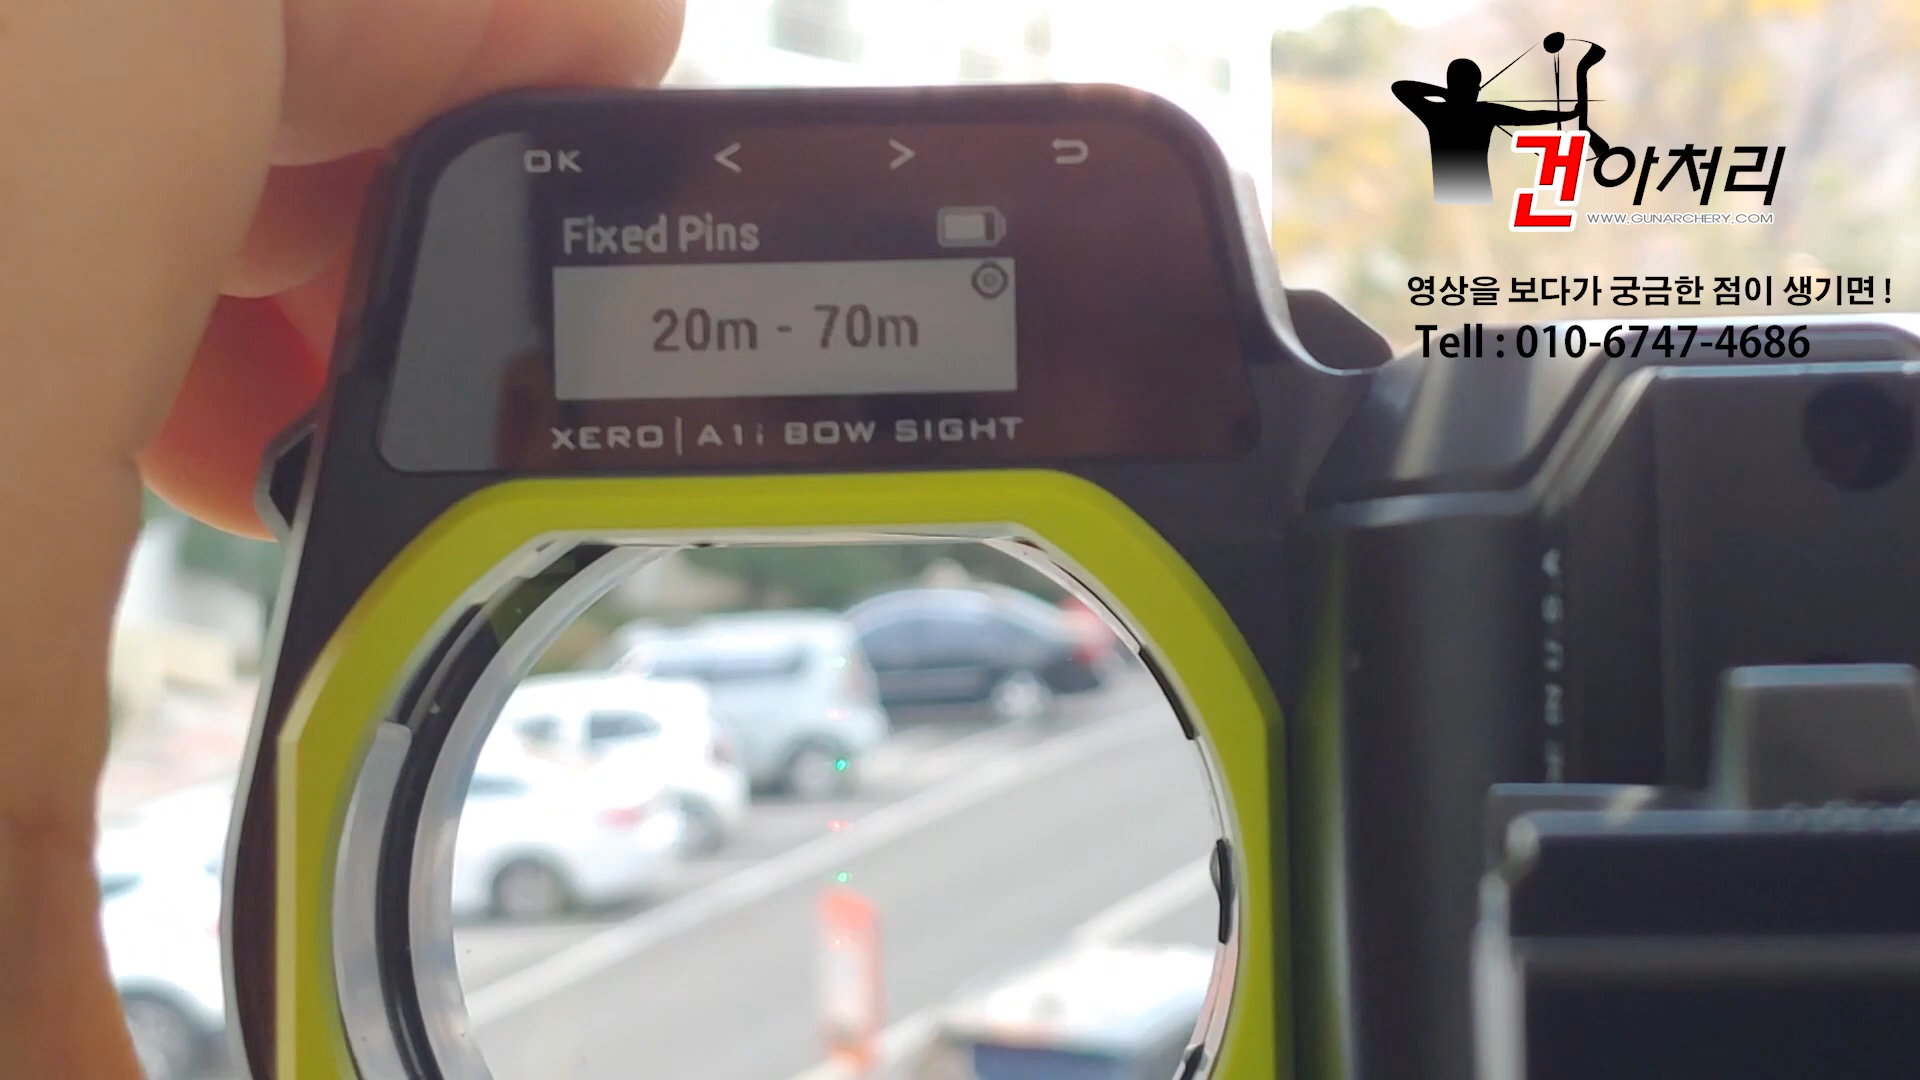 OK < >
Fixed Pins
20m - 70m
XERO | A1i BOW SIGHT
건아처리
WWW.GUNARCHERY.COM
영상을 보다가 궁금한 점이 생기면 !
Tell : 010-6747-4686